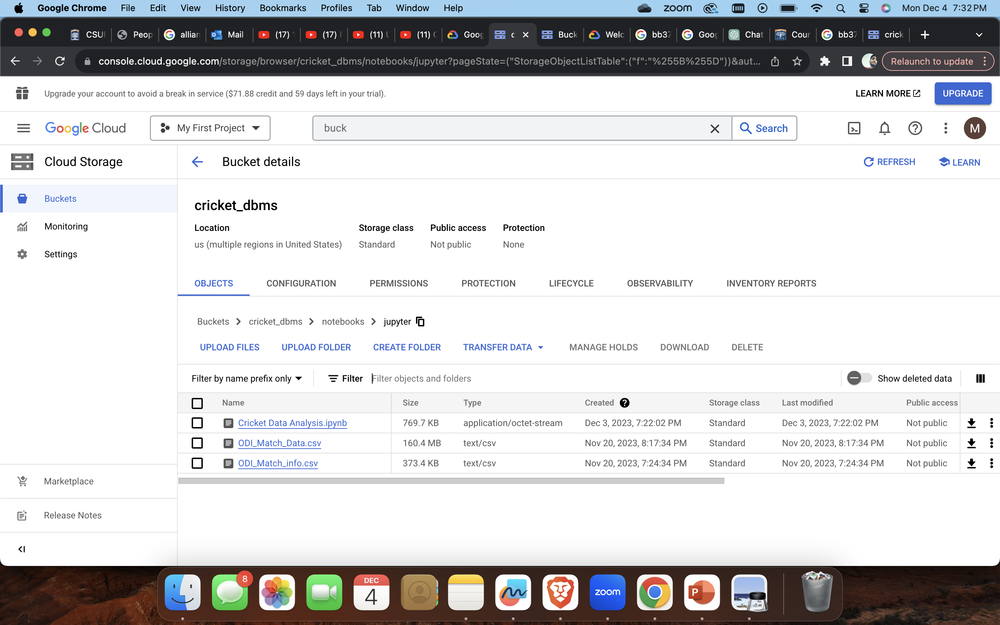 Google Chrome File Edit View History Bookmarks Profiles Tab Window Help zoom Mon Dec 4 7:32 PM
CSUF Peop allian Mail (17) (17) (11) (11) Goog c Buck Welc bb37 Goog Chat Cour bb37 crick
console.cloud.google.com/storage/browser/cricket_dbms/notebooks/jupyter?pageState=("StorageObjectListTable":("f":"%255B%255D"))&aut... Relaunch to update
Upgrade your account to avoid a break in service ($71.88 credit and 59 days left in your trial). LEARN MORE UPGRADE
Google Cloud My First Project buck Search M
Cloud Storage Bucket details REFRESH LEARN
Buckets
Monitoring
Settings
Marketplace
Release Notes
cricket_dbms
Location Storage class Public access Protection
us (multiple regions in United States) Standard Not public None
OBJECTS CONFIGURATION PERMISSIONS PROTECTION LIFECYCLE OBSERVABILITY INVENTORY REPORTS
Buckets cricket_dbms notebooks jupyter
UPLOAD FILES UPLOAD FOLDER CREATE FOLDER TRANSFER DATA MANAGE HOLDS DOWNLOAD DELETE
Filter by name prefix only Filter Filter objects and folders Show deleted data
Name Size Type Created Storage class Last modified Public access
Cricket Data Analysis.ipynb 769.7 KB application/octet-stream Dec 3, 2023, 7:22:02 PM Standard Dec 3, 2023, 7:22:02 PM Not public
ODI_Match_Data.csv 160.4 MB text/csv Nov 20, 2023, 8:17:34 PM Standard Nov 20, 2023, 8:17:34 PM Not public
ODI_Match_info.csv 373.4 KB text/csv Nov 20, 2023, 7:24:34 PM Standard Nov 20, 2023, 7:24:34 PM Not public
8
DEC
4
zoom
P